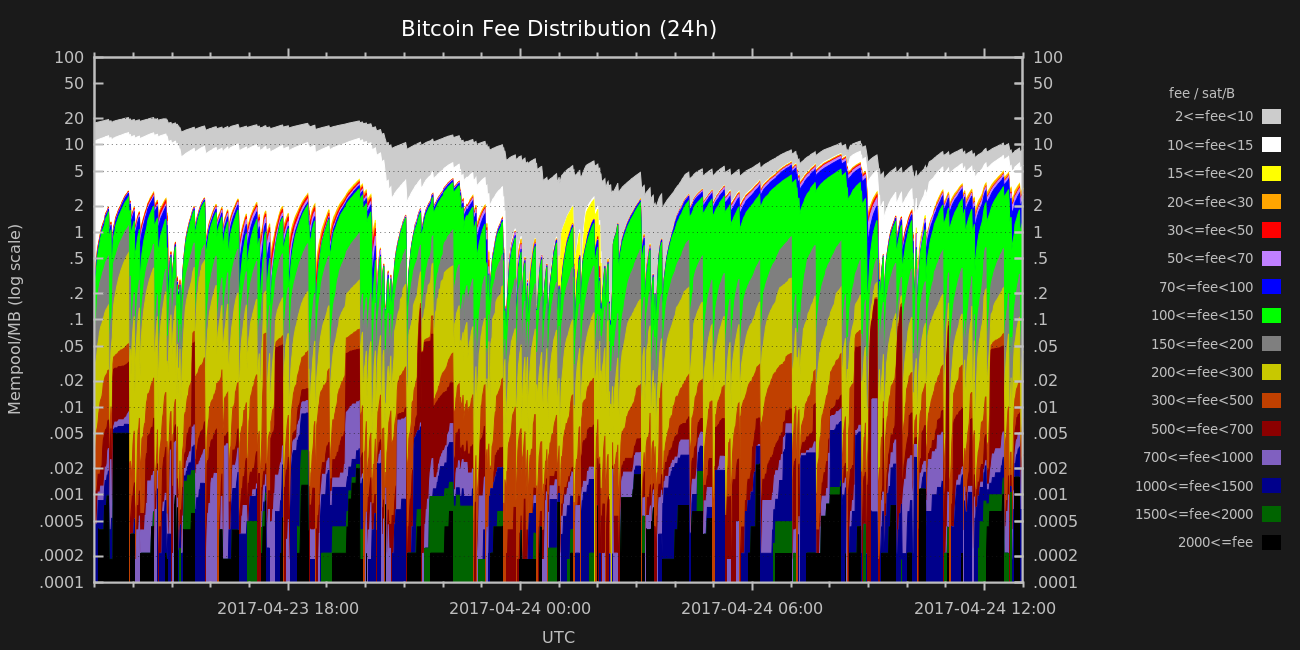 Bitcoin Fee Distribution (24h)
Mempool/MB (log scale)
100
50
20
10
5
2
1
.5
.2
.1
.05
.02
.01
.005
.002
.001
.0005
.0002
.0001
100
50
20
10
5
2
1
.5
.2
.1
.05
.02
.01
.005
.002
.001
.0005
.0002
.0001
2017-04-23 18:00 2017-04-24 00:00 2017-04-24 06:00 2017-04-24 12:00
UTC
fee / sat/B
2<=fee<10
10<=fee<15
15<=fee<20
20<=fee<30
30<=fee<50
50<=fee<70
70<=fee<100
100<=fee<150
150<=fee<200
200<=fee<300
300<=fee<500
500<=fee<700
700<=fee<1000
1000<=fee<1500
1500<=fee<2000
2000<=fee